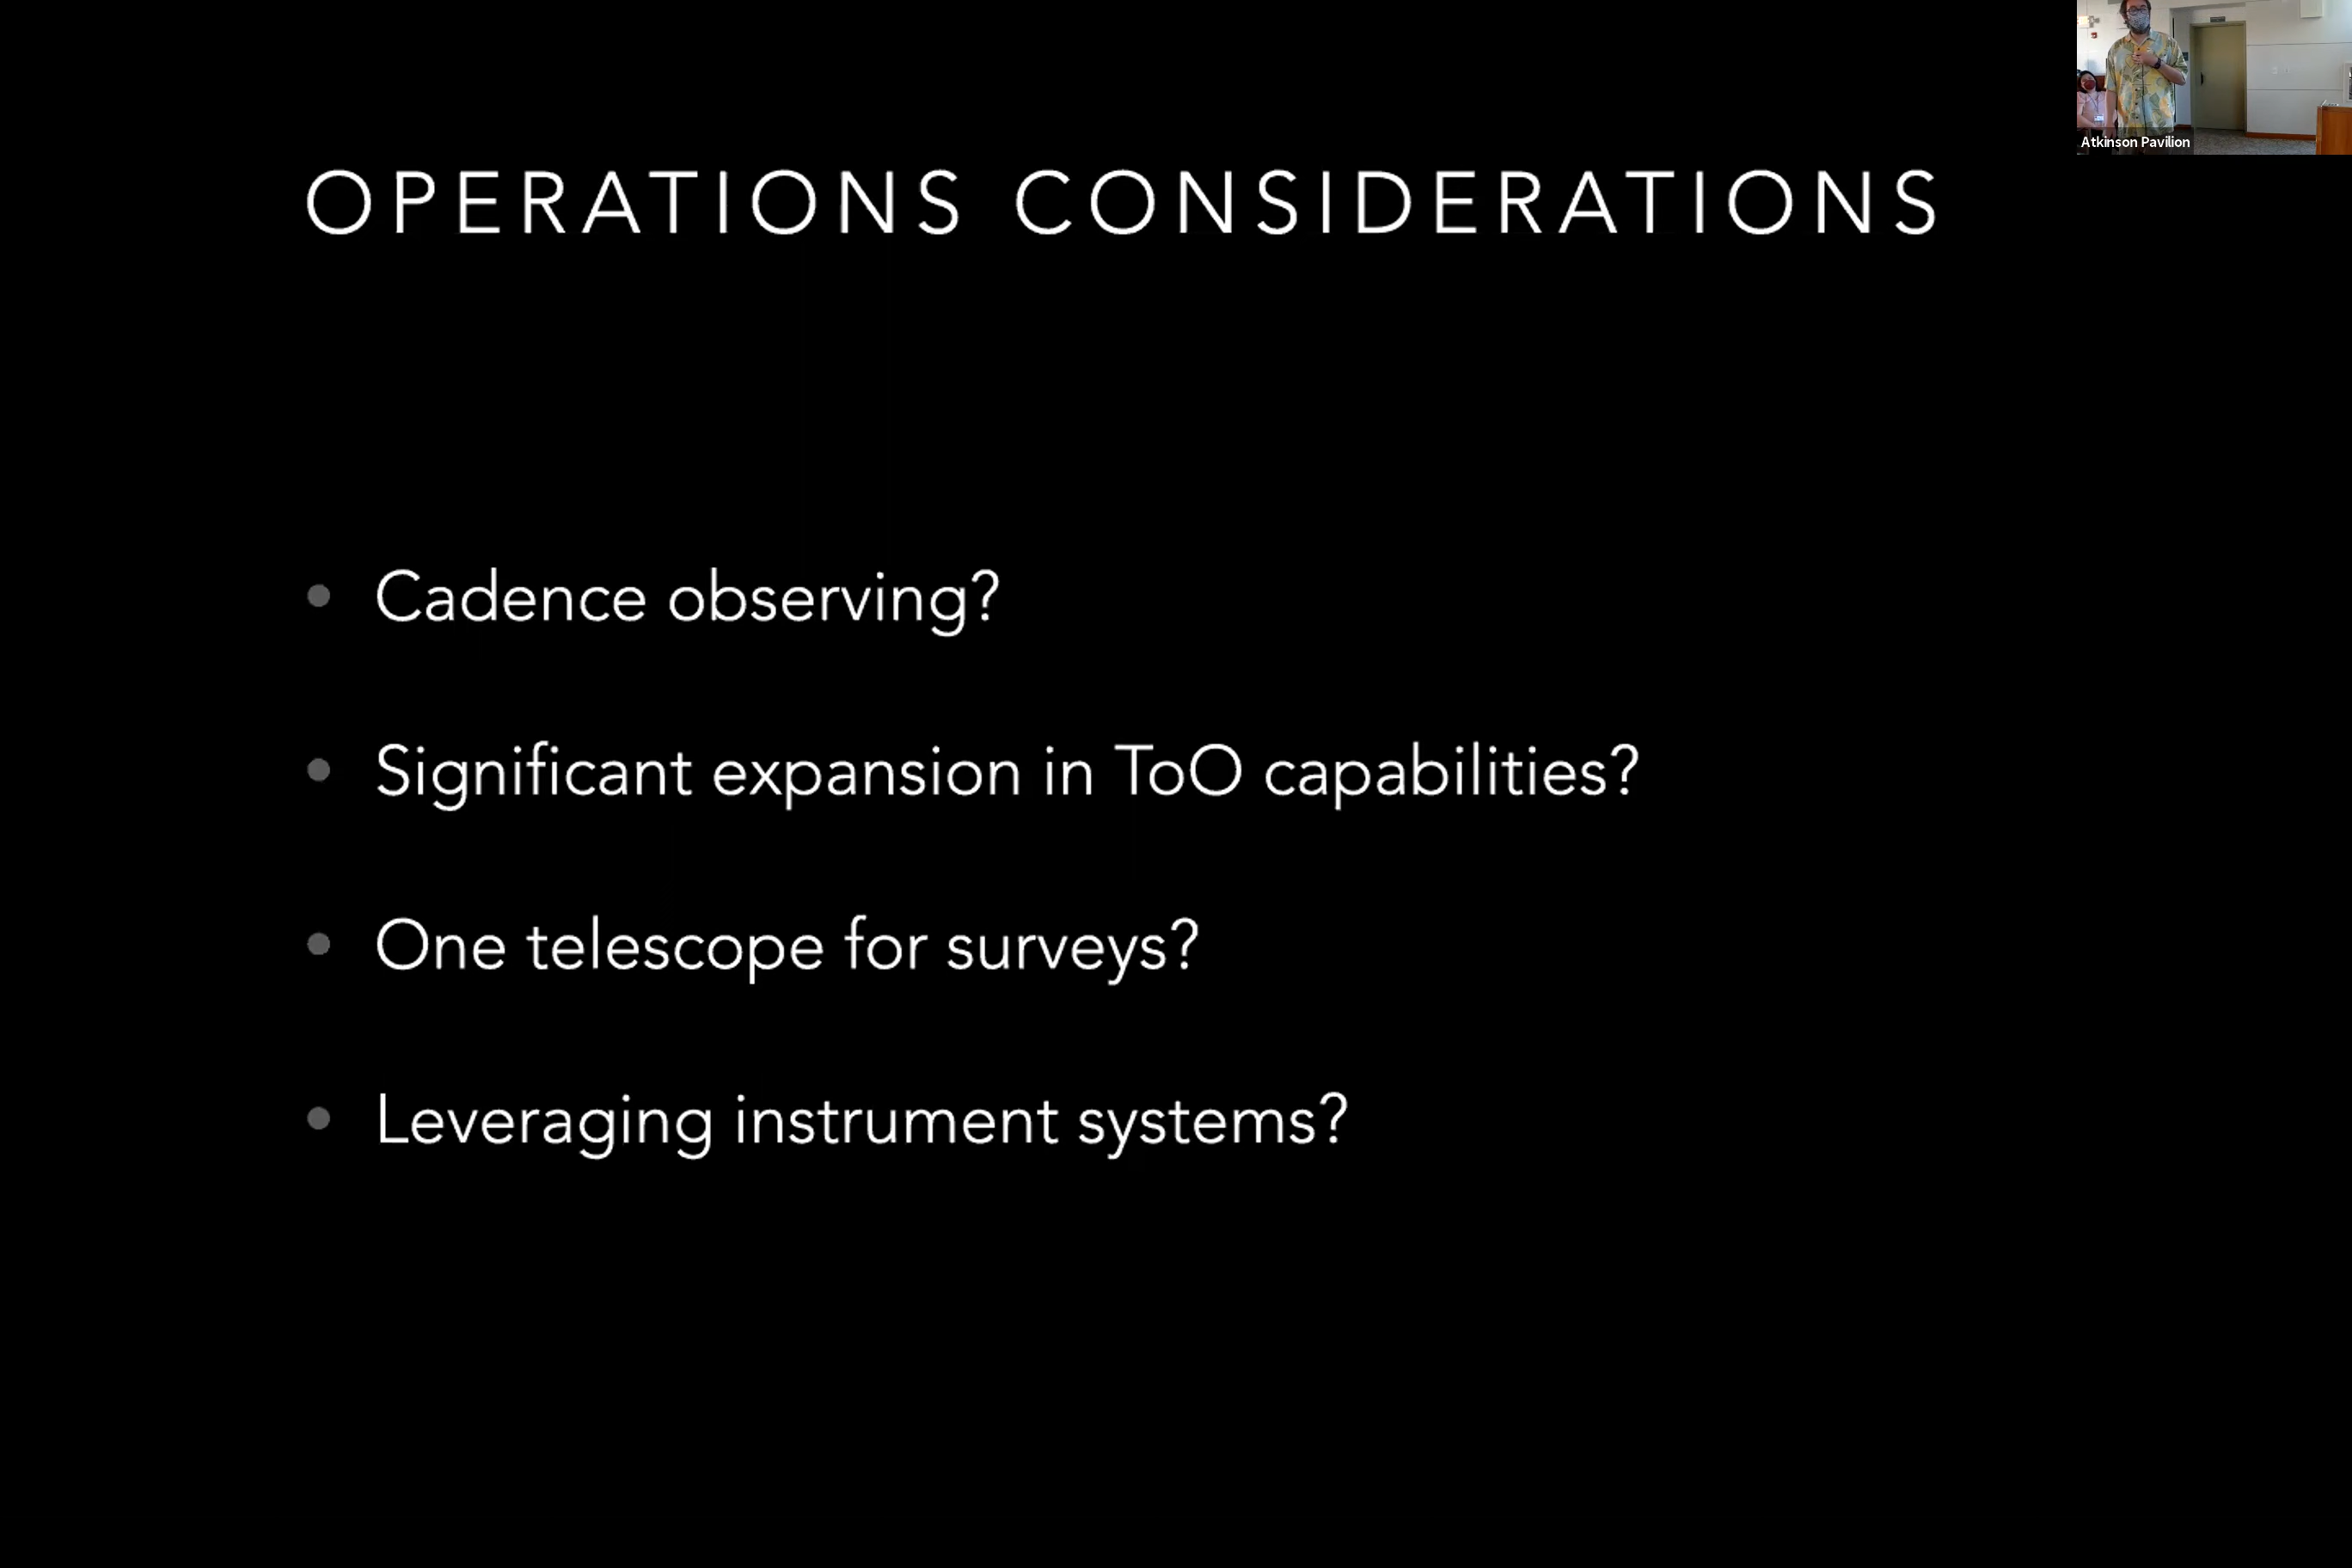 Atkinson Pavilion
OPERATIONS CONSIDERATIONS
Cadence observing?
Significant expansion in ToO capabilities?
One telescope for surveys?
Leveraging instrument systems?